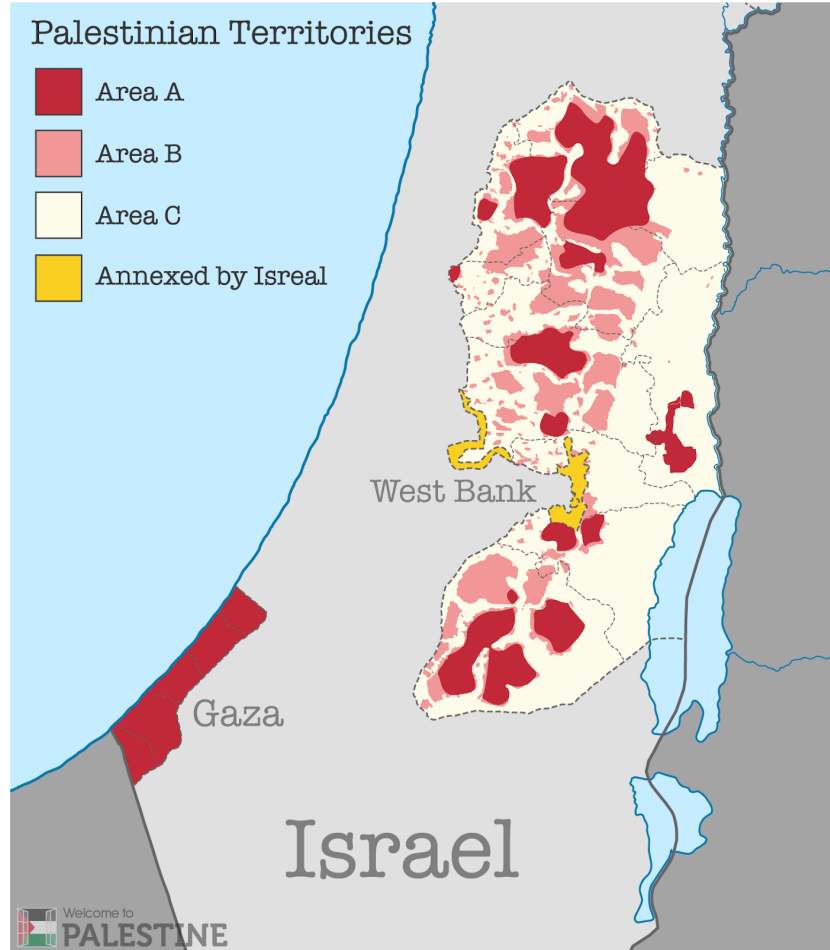 Palestinian Territories
Area A
Area B
Area C
Annexed by Isreal
West Bank
Gaza
Israel
Welcome to
PALESTINE